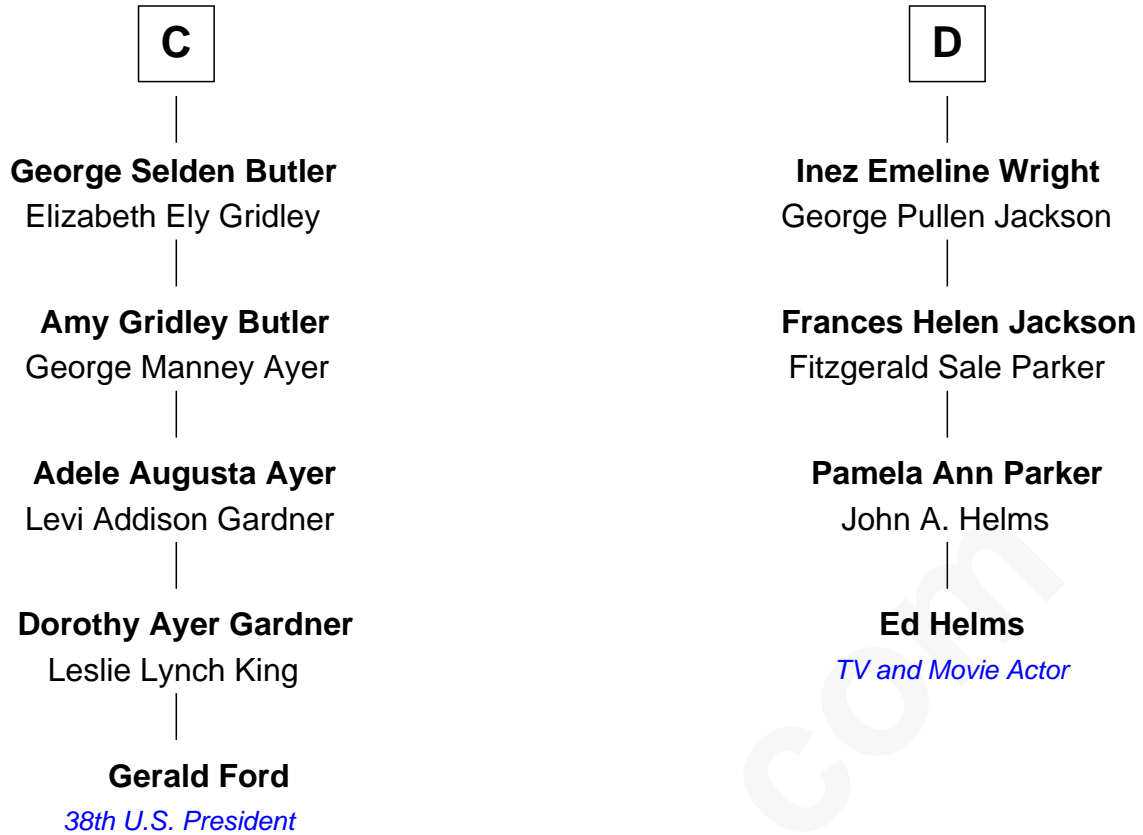 C
George Selden Butler
Elizabeth Ely Gridley
Amy Gridley Butler
George Manney Ayer
Adele Augusta Ayer
Levi Addison Gardner
Dorothy Ayer Gardner
Leslie Lynch King
Gerald Ford
38th U.S. President
D
Inez Emeline Wright
George Pullen Jackson
Frances Helen Jackson
Fitzgerald Sale Parker
Pamela Ann Parker
John A. Helms
Ed Helms
TV and Movie Actor
com